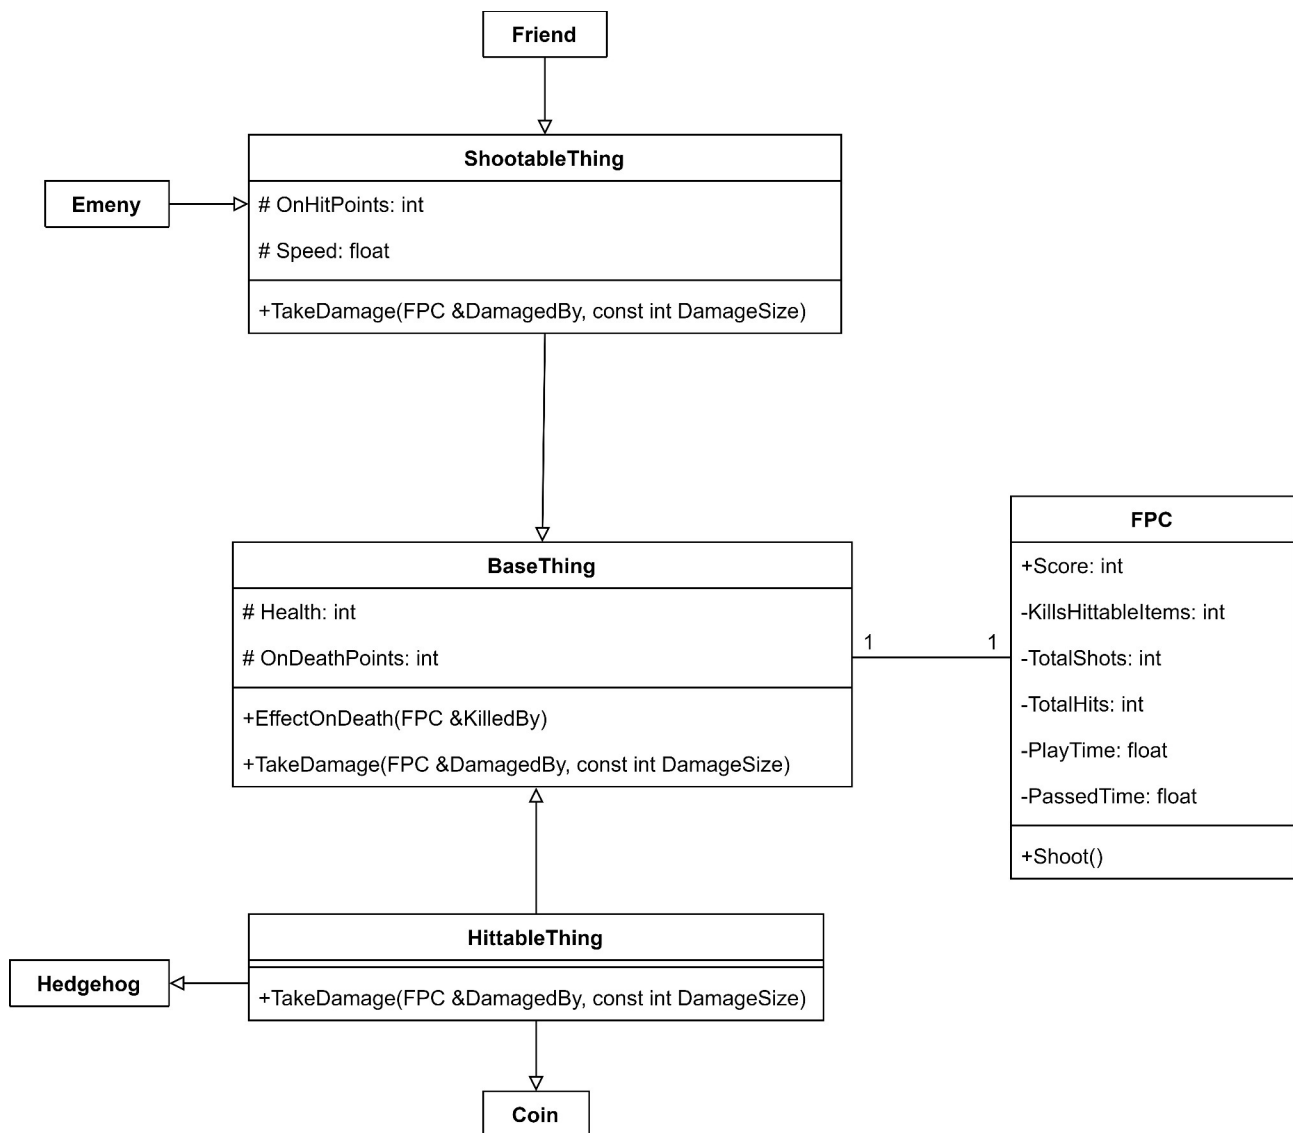 Friend
ShootableThing
Emeny
# OnHitPoints: int
# Speed: float
+TakeDamage(FPC &DamagedBy, const int DamageSize)
BaseThing
# Health: int
# OnDeathPoints: int
+EffectOnDeath(FPC &KilledBy)
+TakeDamage(FPC &DamagedBy, const int DamageSize)
1
1
FPC
+Score: int
-KillsHittableItems: int
-TotalShots: int
-TotalHits: int
-PlayTime: float
-PassedTime: float
+Shoot()
HittableThing
Hedgehog
+TakeDamage(FPC &DamagedBy, const int DamageSize)
Coin